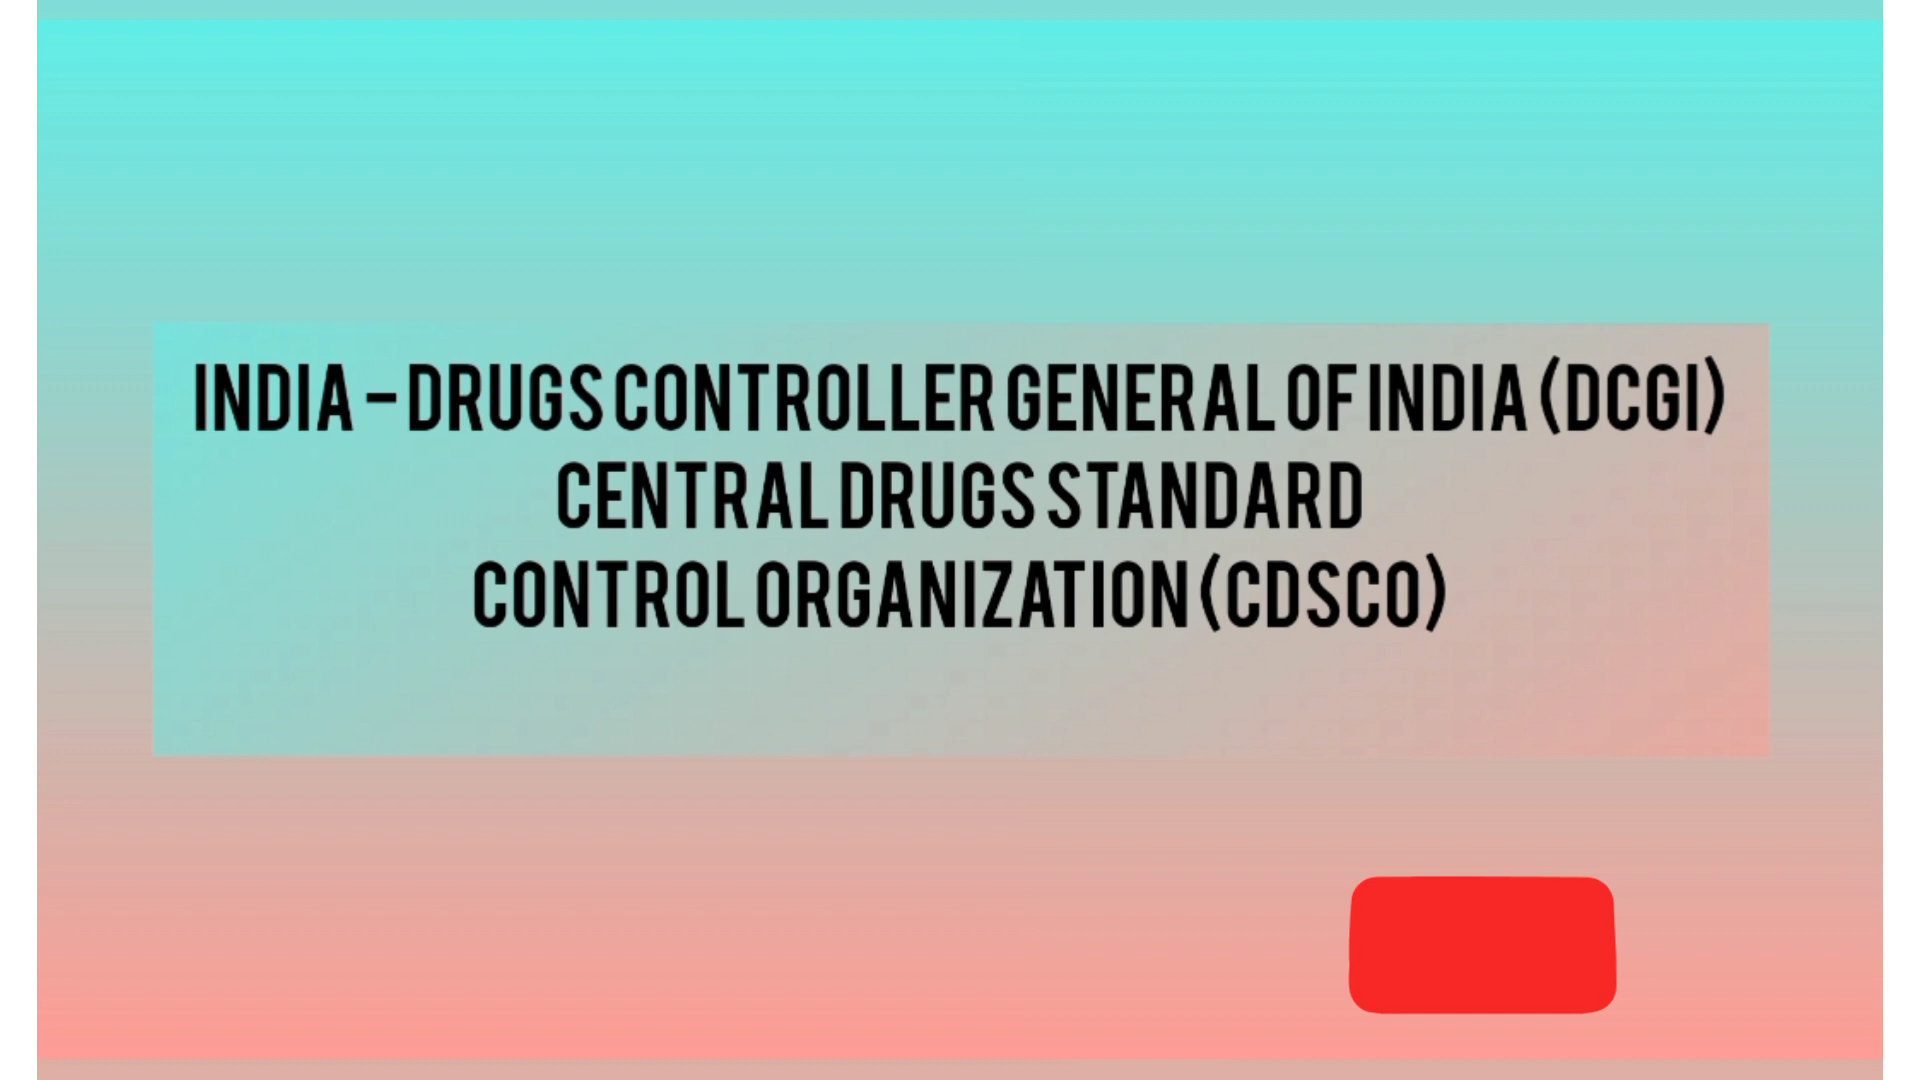 INDIA – DRUGS CONTROLLER GENERAL OF INDIA (DCGI)
CENTRAL DRUGS STANDARD
CONTROL ORGANIZATION (CDSCO)